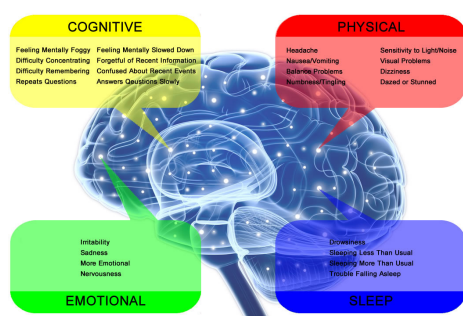 COGNITIVE
Feeling Mentally Foggy Feeling Mentally Slowed Down
Difficulty Concentrating Forgetful of Recent Information
Difficulty Remembering Confused About Recent Events
Repeats Questions Answers Qeustions Slowly
PHYSICAL
Headache Sensitivity to Light/Noise
Nausea/Vomiting Visual Problems
Balance Problems Dizziness
Numbness/Tingling Dazed or Stunned
Irritability
Sadness
More Emotional
Nervousness
EMOTIONAL
Drowsiness
Sleeping Less Than Usual
Sleeping More Than Usual
Trouble Falling Asleep
SLEEP